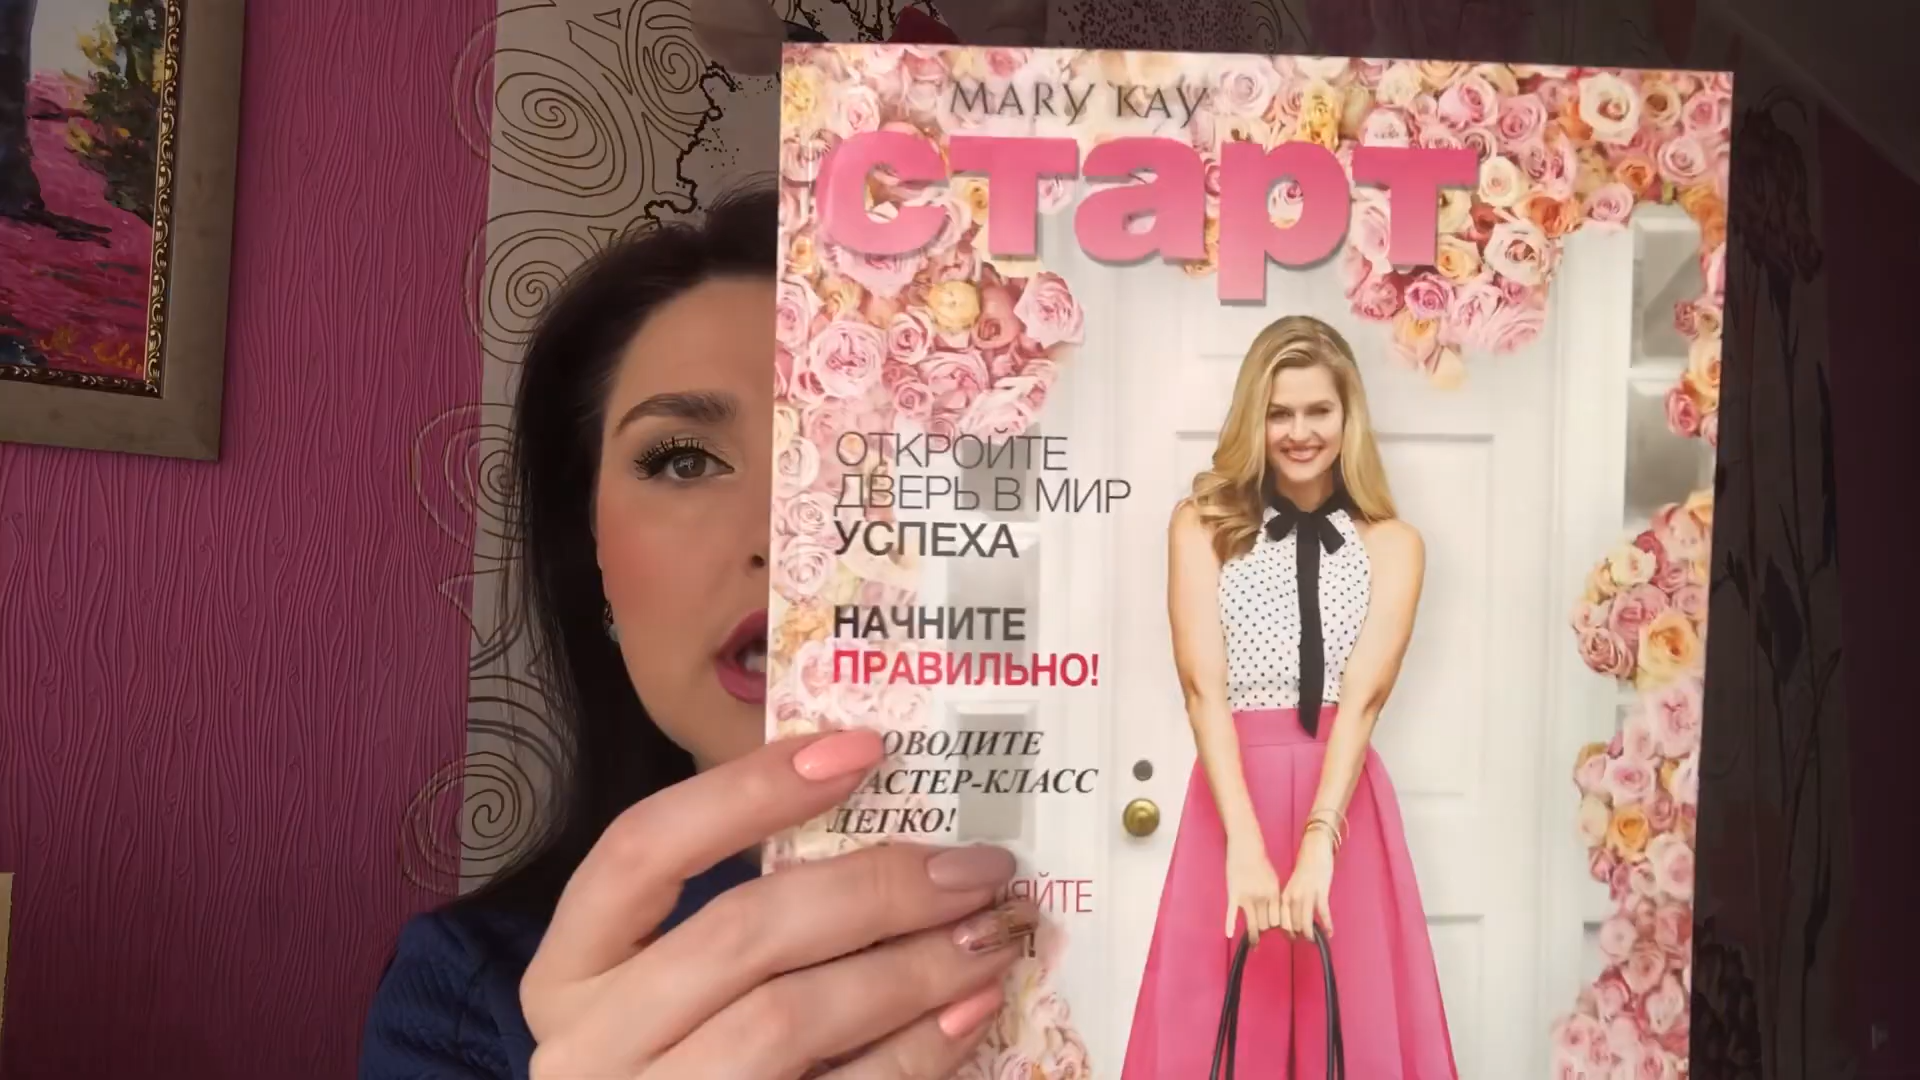 MARY KAY
старт
ОТКРОЙТЕ
ДВЕРЬ В МИР
УСПЕХА
НАЧНИТЕ
ПРАВИЛЬНО!
МАСТЕР-КЛАСС
ЛЕГКО!